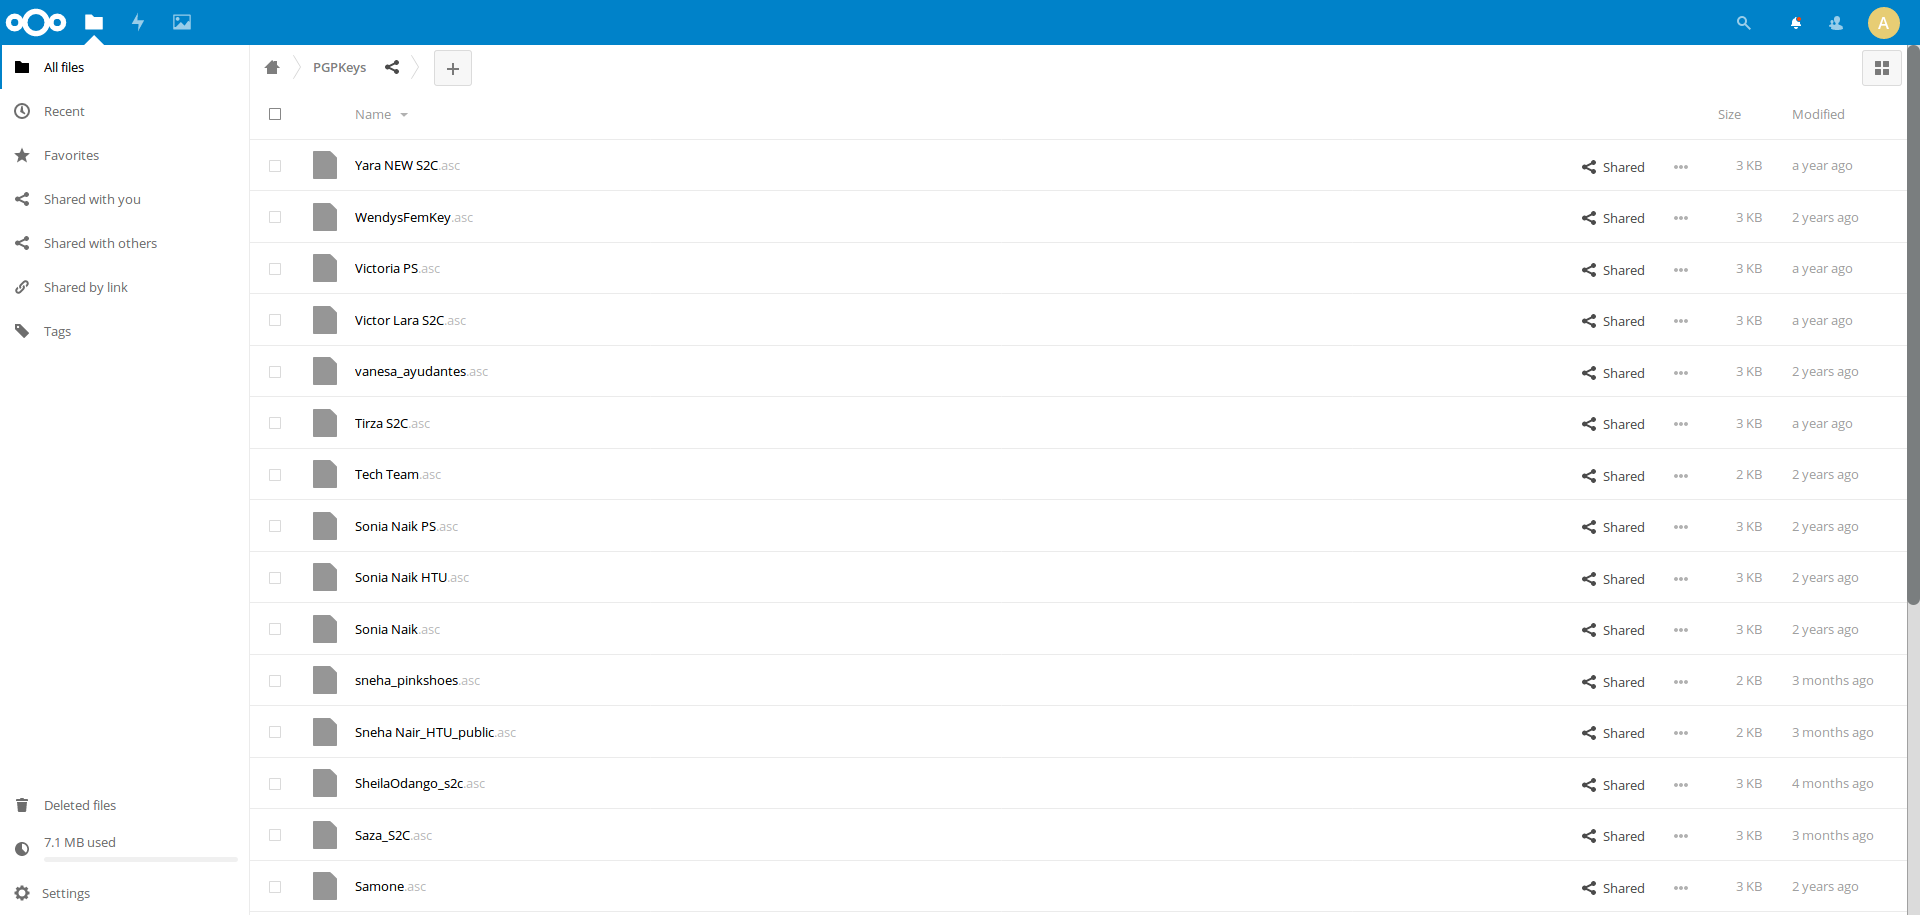 A
All files
Recent
Favorites
Shared with you
Shared with others
Shared by link
Tags
Deleted files
7.1 MB used
Settings
PGPKeys
+
Name Size Modified
Yara NEW S2C.asc Shared 3 KB a year ago
WendysFemKey.asc Shared 3 KB 2 years ago
Victoria PS.asc Shared 3 KB a year ago
Victor Lara S2C.asc Shared 3 KB a year ago
vanesa_ayudantes.asc Shared 3 KB 2 years ago
Tirza S2C.asc Shared 3 KB a year ago
Tech Team.asc Shared 2 KB 2 years ago
Sonia Naik PS.asc Shared 3 KB 2 years ago
Sonia Naik HTU.asc Shared 3 KB 2 years ago
Sonia Naik.asc Shared 3 KB 2 years ago
sneha_pinkshoes.asc Shared 2 KB 3 months ago
Sneha Nair_HTU_public.asc Shared 2 KB 3 months ago
SheilaOdango_s2c.asc Shared 3 KB 4 months ago
Saza_S2C.asc Shared 3 KB 3 months ago
Samone.asc Shared 3 KB 2 years ago